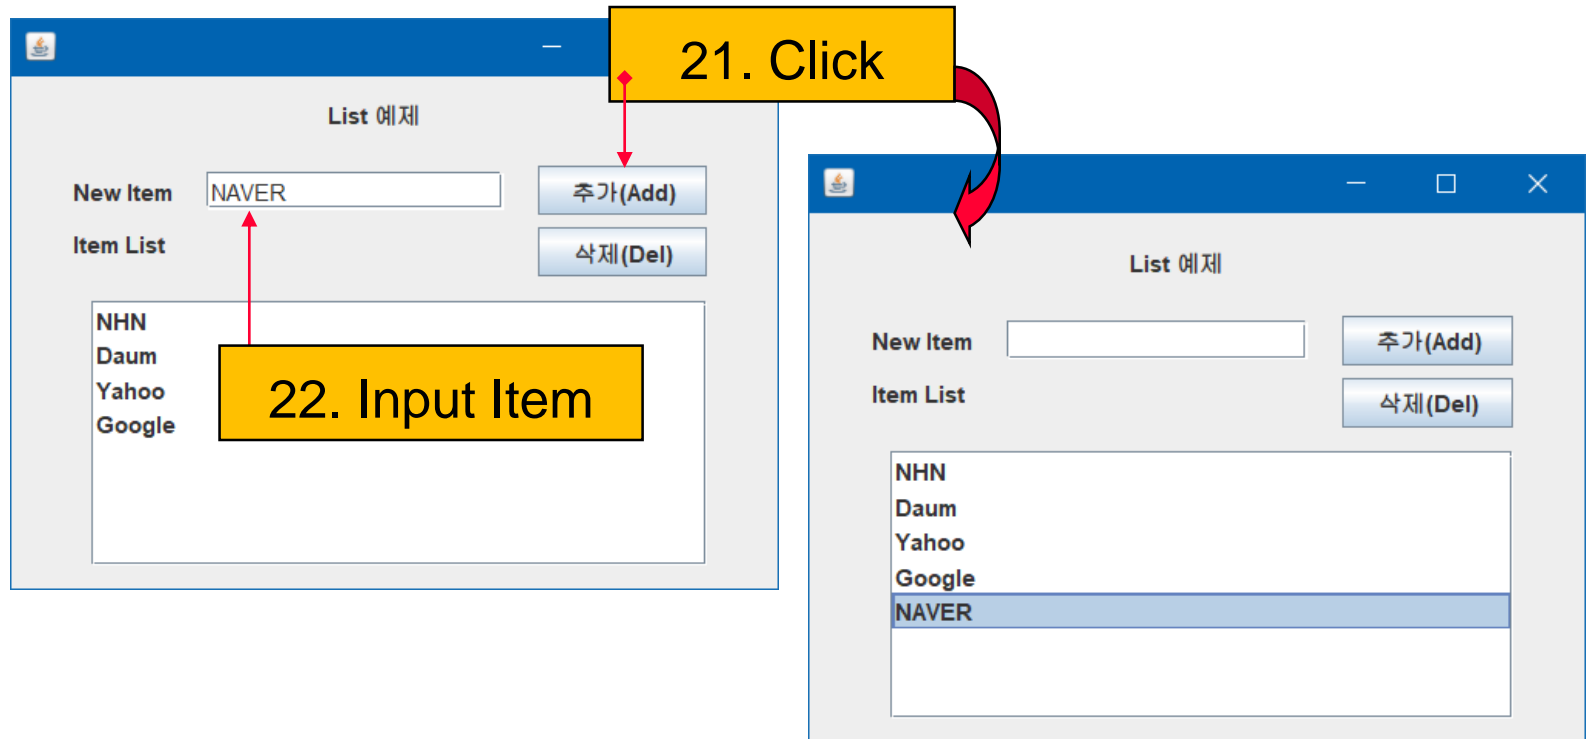 21. Click
List 예제
New Item
NAVER
추가(Add)
Item List
삭제(Del)
NHN
Daum
Yahoo
Google
22. Input Item
List 예제
New Item
추가(Add)
Item List
삭제(Del)
NHN
Daum
Yahoo
Google
NAVER